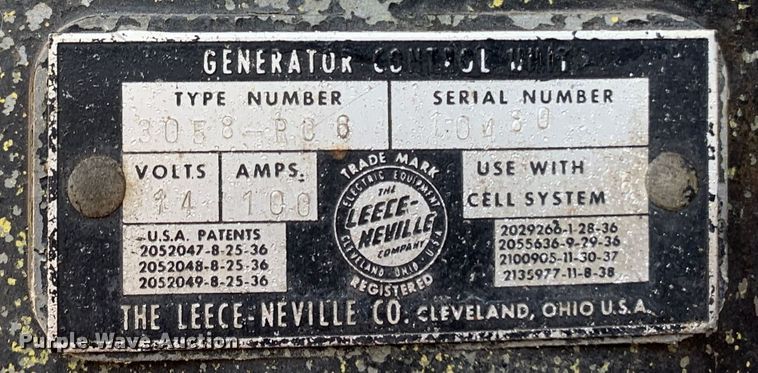 GENERATOR CONTROL UNIT
TYPE NUMBER
SERIAL NUMBER
VOLTS
14
AMPS.
100
USE WITH
CELL SYSTEM
U.S.A. PATENTS
2052047-8-25-36
2052048-8-25-36
2052049-8-25-36
TRADE MARK
ELECTRIC EQUIPMENT
THE
LEECE-
NEVILLE
COMPANY
CLEVELAND OHIO U.S.A.
REGISTERED
2029266-1-28-36
2055636-9-29-36
2100905-11-30-37
2135977-11-8-38
THE LEECE-NEVILLE CO. CLEVELAND, OHIO U.S.A.
Purple Wave Auction